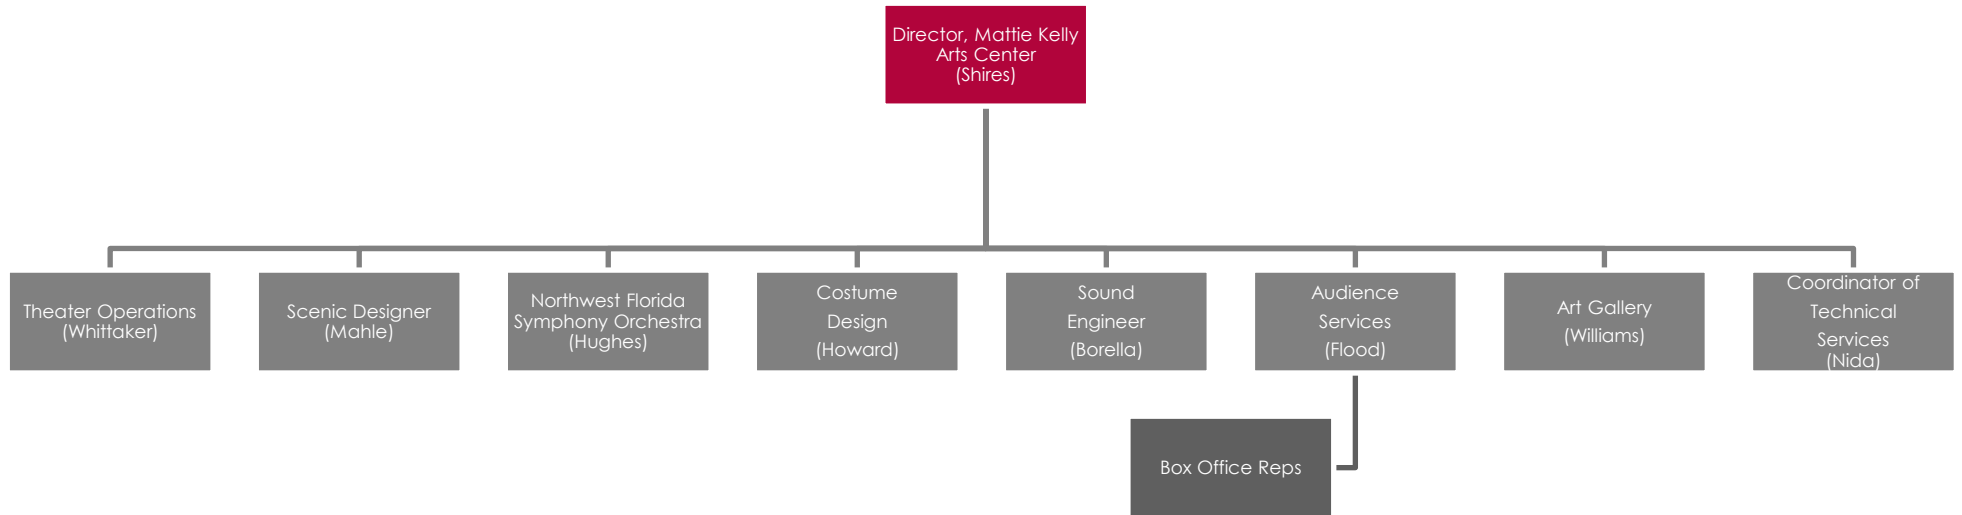 Director, Mattie Kelly
Arts Center
(Shires)
Theater Operations
(Whittaker)
Scenic Designer
(Mahle)
Northwest Florida
Symphony Orchestra
(Hughes)
Costume
Design
(Howard)
Sound
Engineer
(Borella)
Audience
Services
(Flood)
Art Gallery
(Williams)
Coordinator of
Technical
Services
(Nida)
Box Office Reps